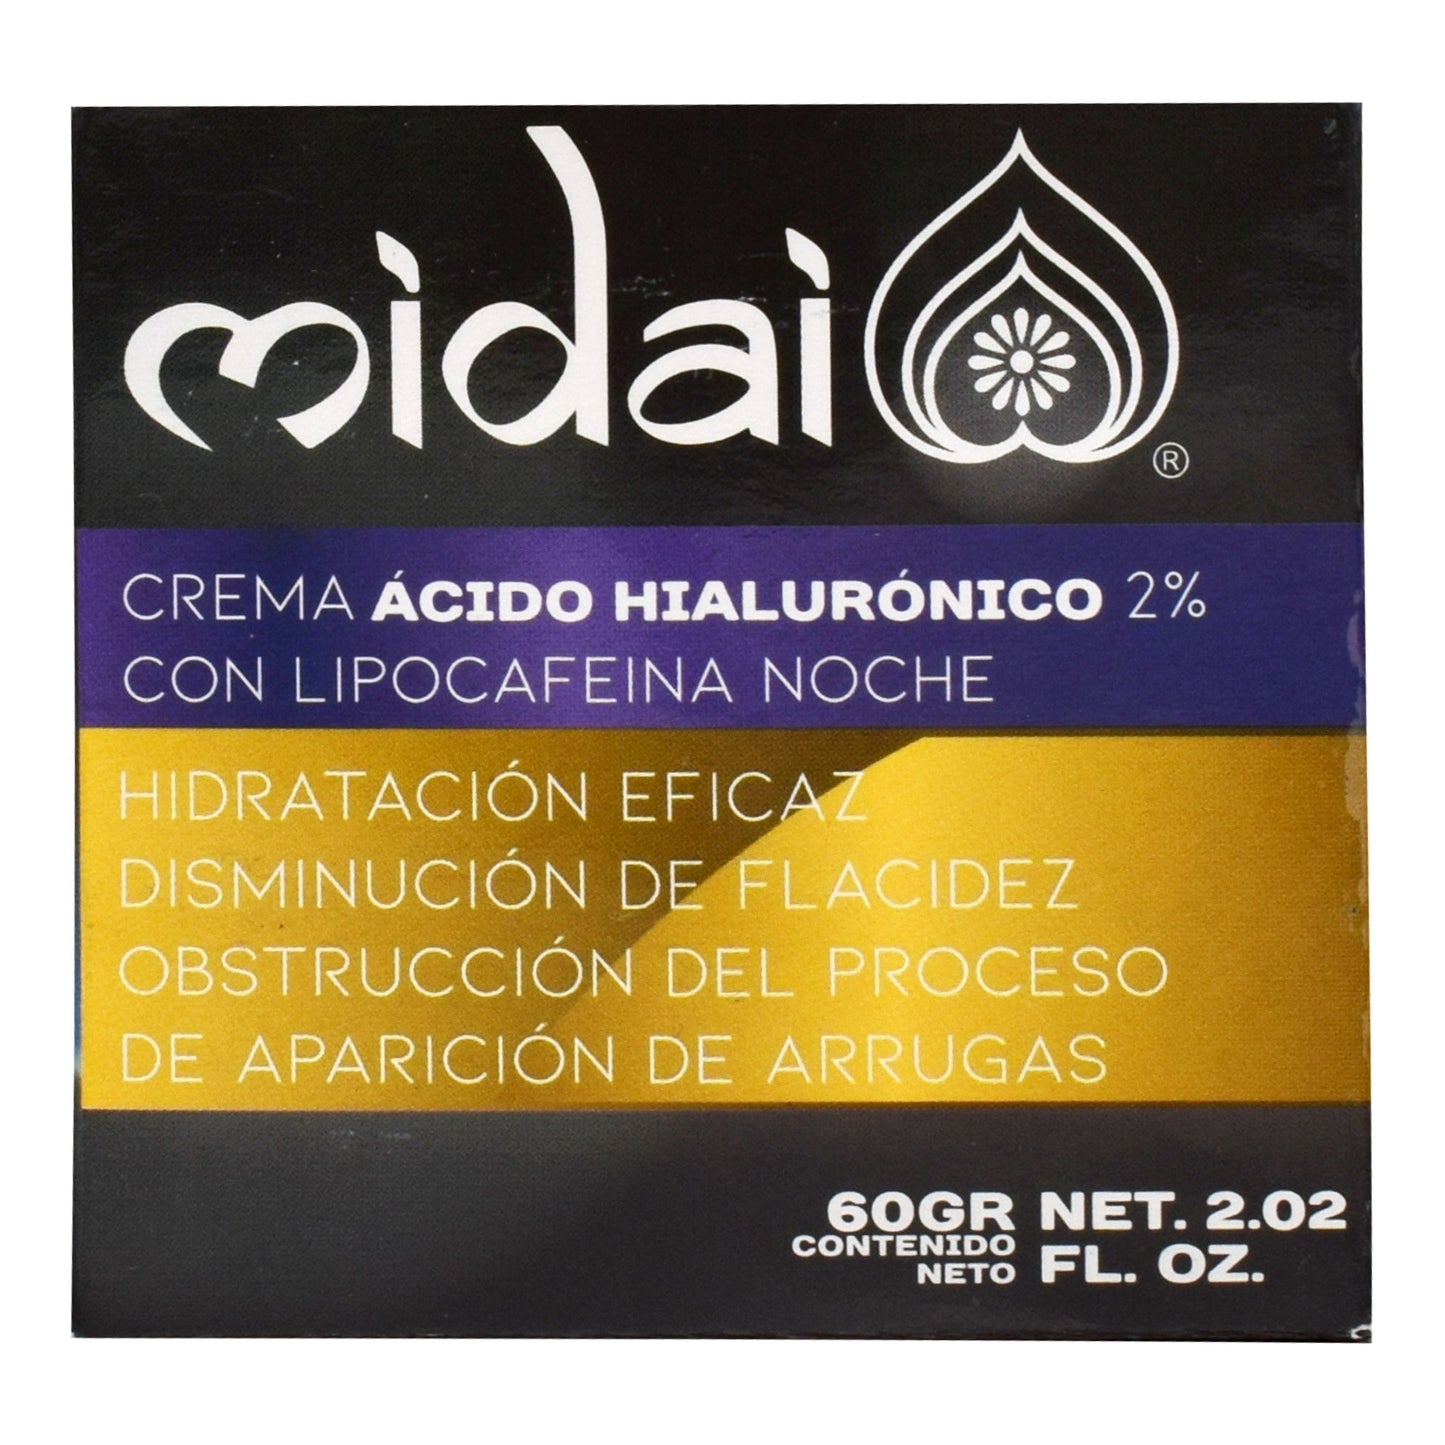 midai
®
CREMA ÁCIDO HIALURÓNICO 2%
CON LIPOCAFEINA NOCHE
HIDRATACIÓN EFICAZ
DISMINUCIÓN DE FLACIDEZ
OBSTRUCCIÓN DEL PROCESO
DE APARICIÓN DE ARRUGAS
60GR
CONTENIDO
NETO
NET. 2.02
FL. OZ.